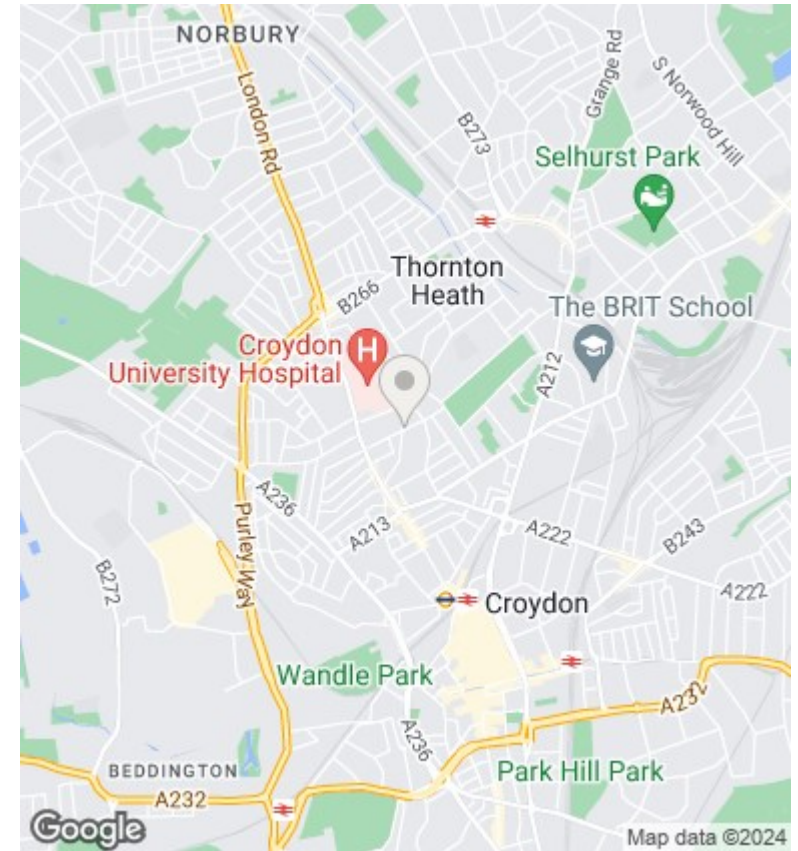 NORBURY
London Rd
Grange Rd
S Norwood Hill
B273
Selhurst Park
Thornton
Heath
B266
The BRIT School
Croydon
University Hospital
H
A212
A236
Purley Way
A213
A222
B243
B272
A222
Croydon
Wandle Park
A232
A236
BEDDINGTON
Park Hill Park
A232
Google
Map data ©2024